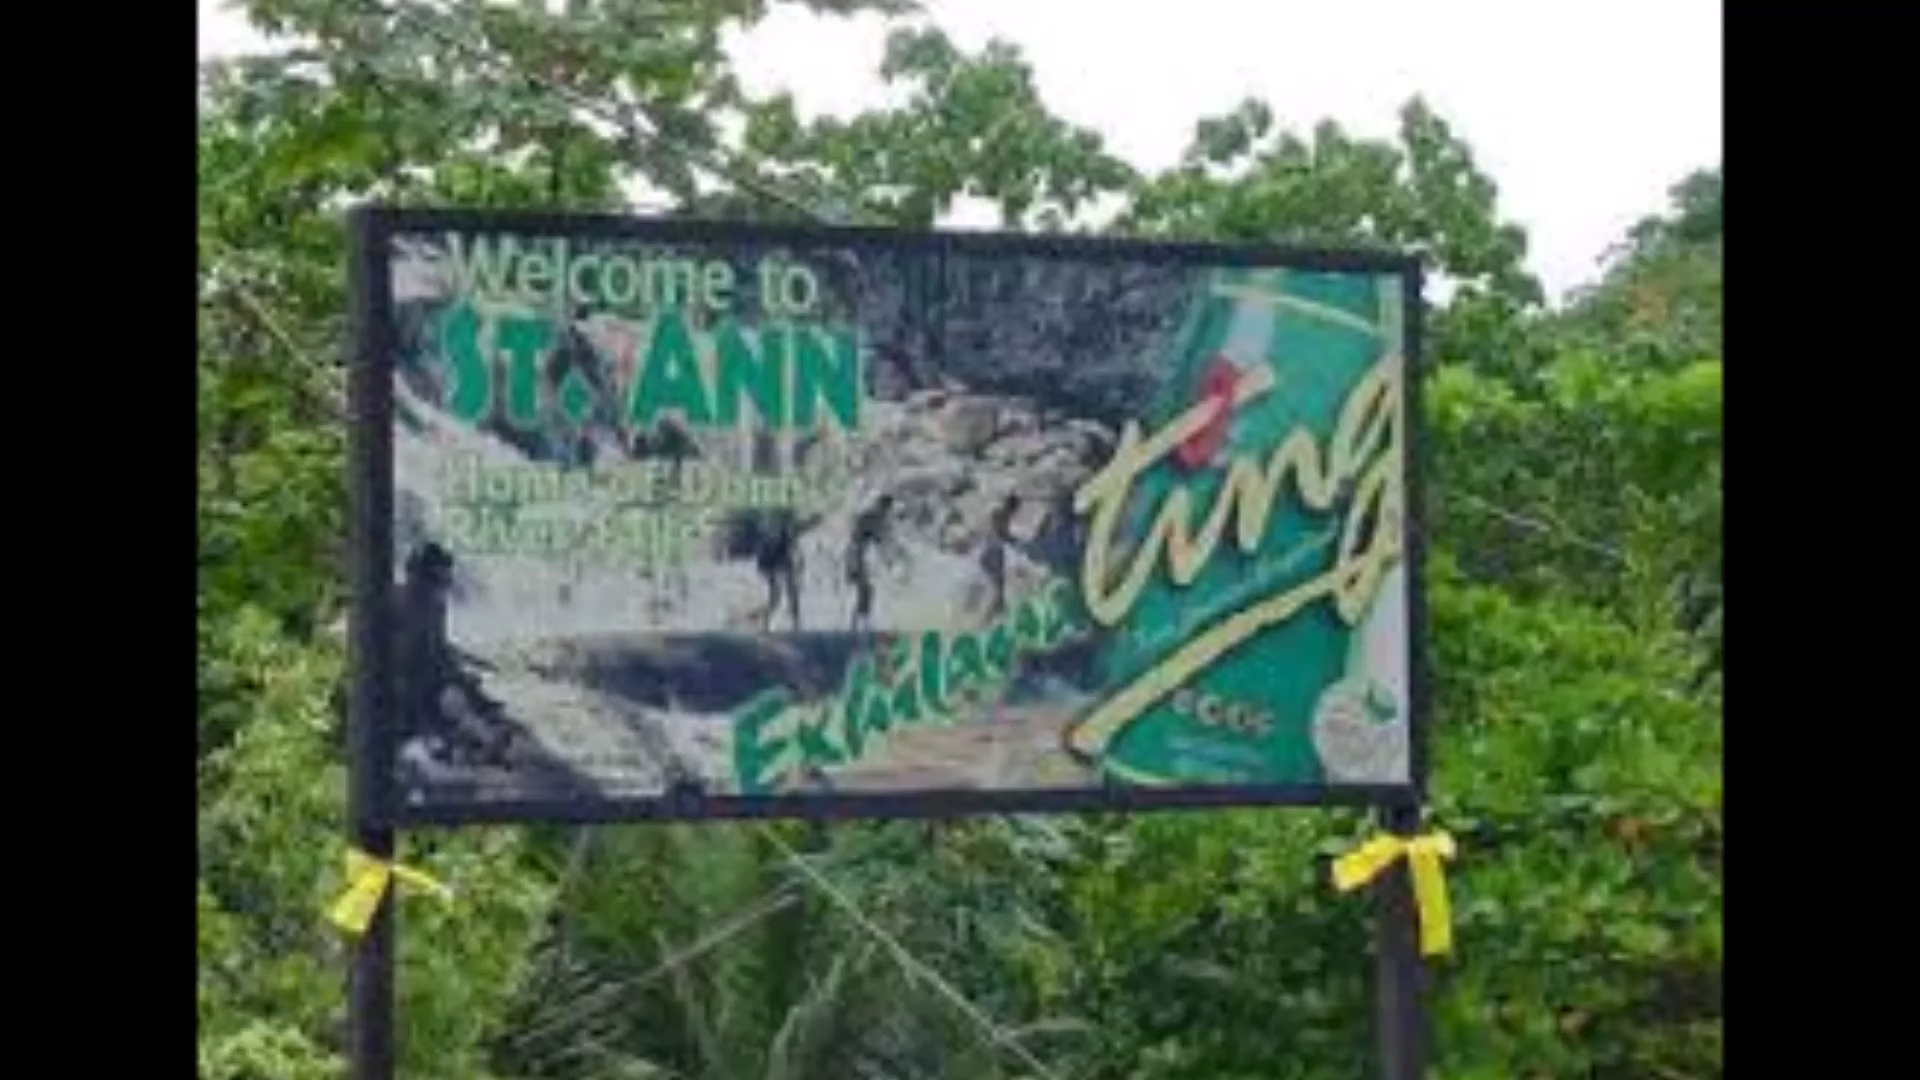 Welcome to
ST. ANN
Home of Dunn's
River Falls
Exhilarate
Ting